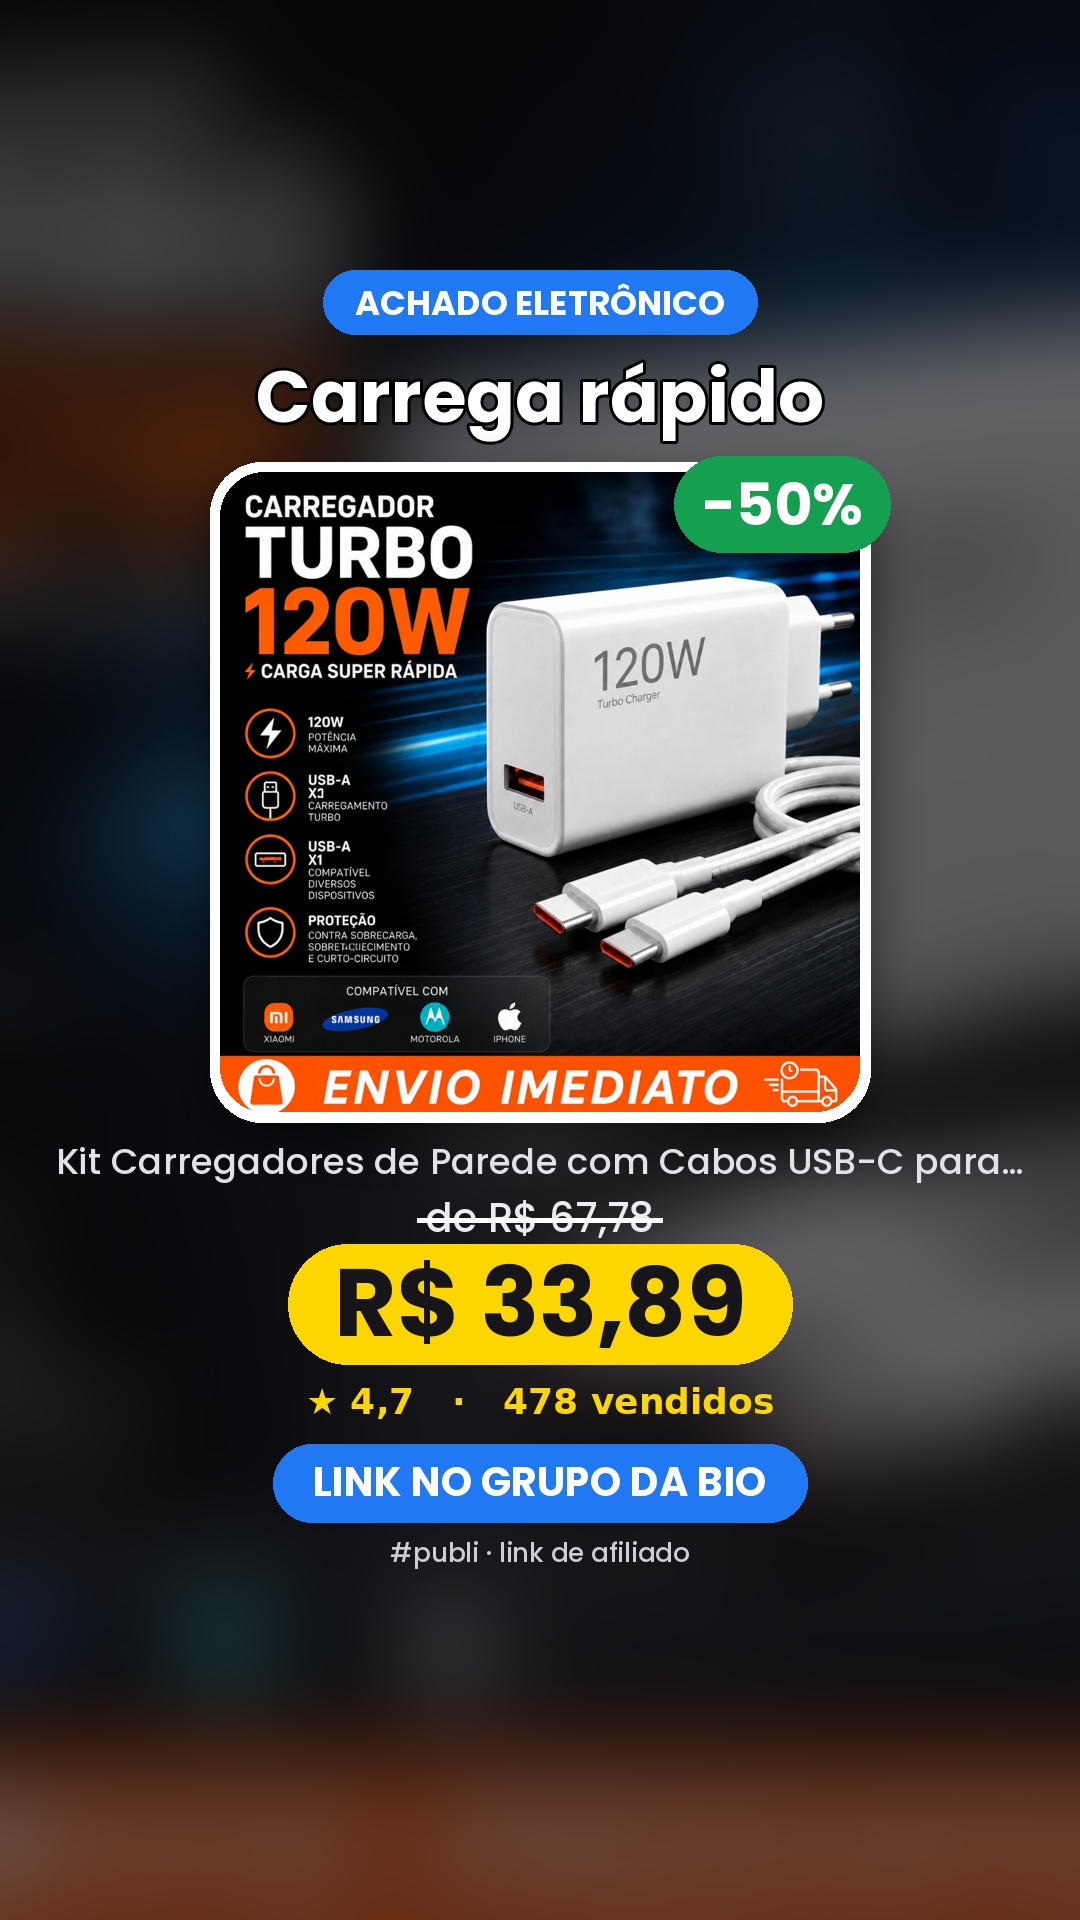 ACHADO ELETRÔNICO
Carrega rápido
-50%
CARREGADOR
TURBO
120W
CARGA SUPER RÁPIDA
120W
POTÊNCIA
MÁXIMA
USB-A
X3
CARREGAMENTO
TURBO
USB-A
X1
COMPATÍVEL
DIVERSOS
DISPOSITIVOS
PROTEÇÃO
CONTRA SOBRECARGA,
E CURTO-CIRCUITO
120W
Turbo Charger
USB-A
COMPATÍVEL COM
mi
SAMSUNG
XIAOMI
MOTOROLA
IPHONE
ENVIO IMEDIATO
Kit Carregadores de Parede com Cabos USB-C para...
de R$ 67,78
R$ 33,89
★ 4,7 · 478 vendidos
LINK NO GRUPO DA BIO
#publi · link de afiliado